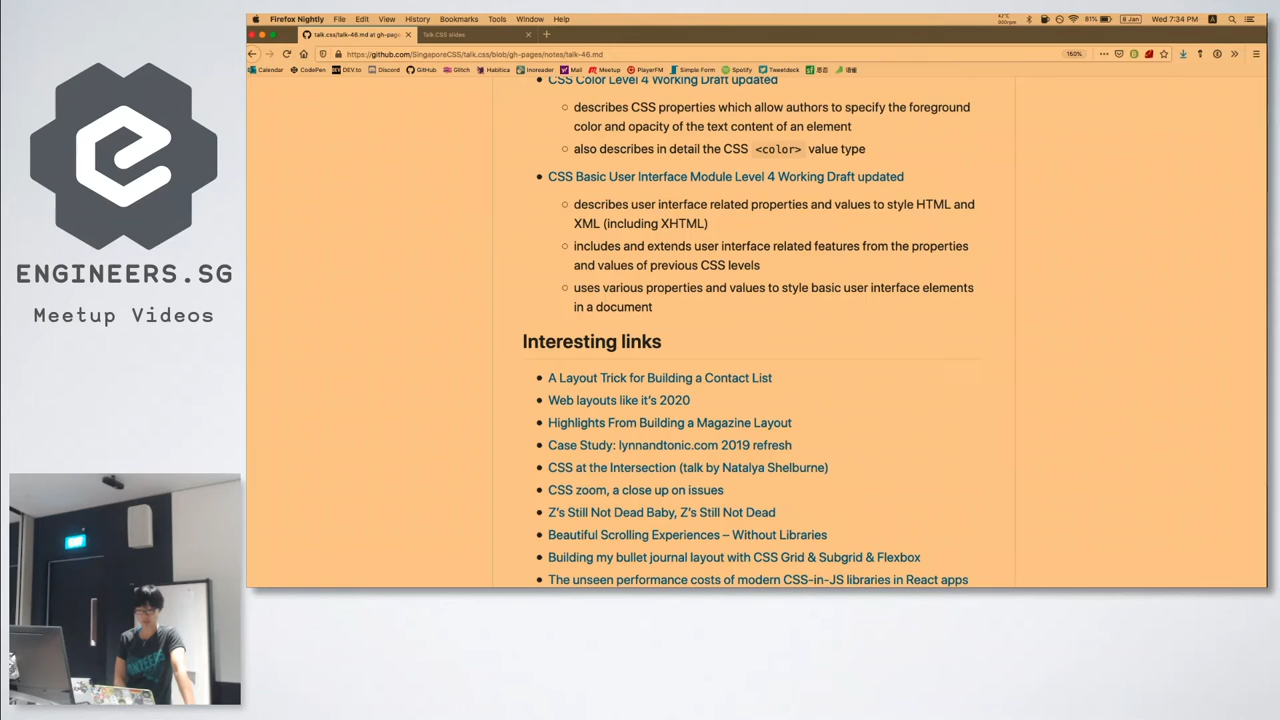 Firefox Nightly File Edit View History Bookmarks Tools Window Help
81% 8 Jan Wed 7:34 PM
talk.css/talk-46.md at gh-page Talk.CSS slides
https://github.com/SingaporeCSS/talk.css/blob/gh-pages/notes/talk-46.md
150%
Calendar CodePen DEV.to Discord GitHub Glitch Habitica Inoreader Mail Meetup PlayerFM Simple Form Spotify Tweetdeck
CSS Color Level 4 Working Draft updated
describes CSS properties which allow authors to specify the foreground
color and opacity of the text content of an element
also describes in detail the CSS <color> value type
CSS Basic User Interface Module Level 4 Working Draft updated
describes user interface related properties and values to style HTML and
XML (including XHTML)
includes and extends user interface related features from the properties
and values of previous CSS levels
uses various properties and values to style basic user interface elements
in a document
Interesting links
A Layout Trick for Building a Contact List
Web layouts like it's 2020
Highlights From Building a Magazine Layout
Case Study: lynnandtonic.com 2019 refresh
CSS at the Intersection (talk by Natalya Shelburne)
CSS zoom, a close up on issues
Z's Still Not Dead Baby, Z's Still Not Dead
Beautiful Scrolling Experiences – Without Libraries
Building my bullet journal layout with CSS Grid & Subgrid & Flexbox
The unseen performance costs of modern CSS-in-JS libraries in React apps
ENGINEERS.SG
Meetup Videos